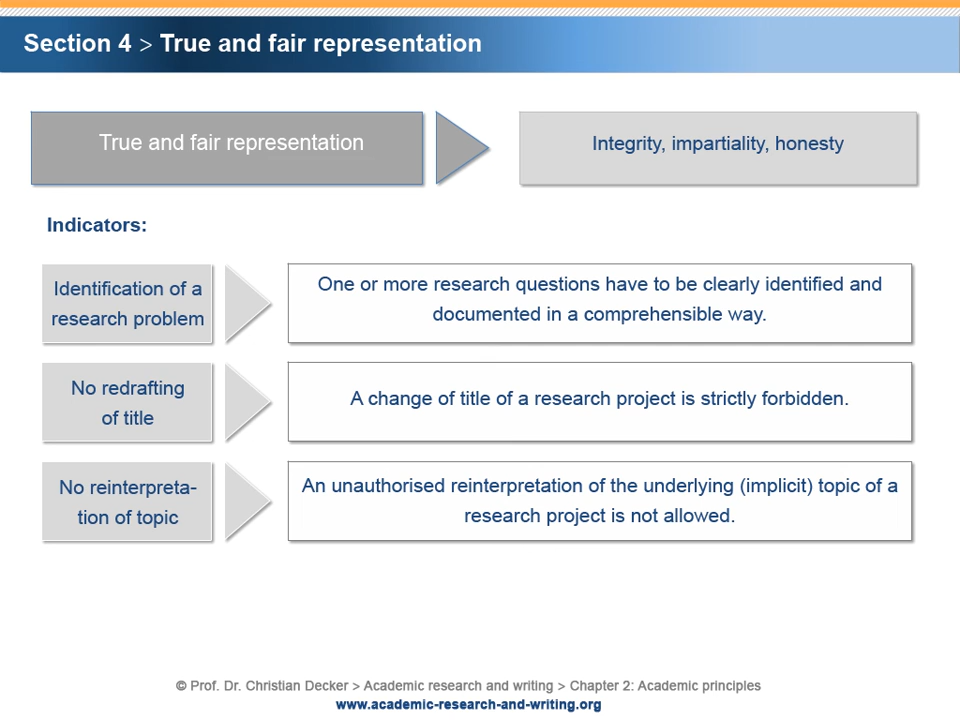 Section 4 > True and fair representation
True and fair representation
Integrity, impartiality, honesty
Indicators:
Identification of a
research problem
One or more research questions have to be clearly identified and
documented in a comprehensible way.
No redrafting
of title
A change of title of a research project is strictly forbidden.
No reinterpreta-
tion of topic
An unauthorised reinterpretation of the underlying (implicit) topic of a
research project is not allowed.
© Prof. Dr. Christian Decker > Academic research and writing > Chapter 2: Academic principles
www.academic-research-and-writing.org